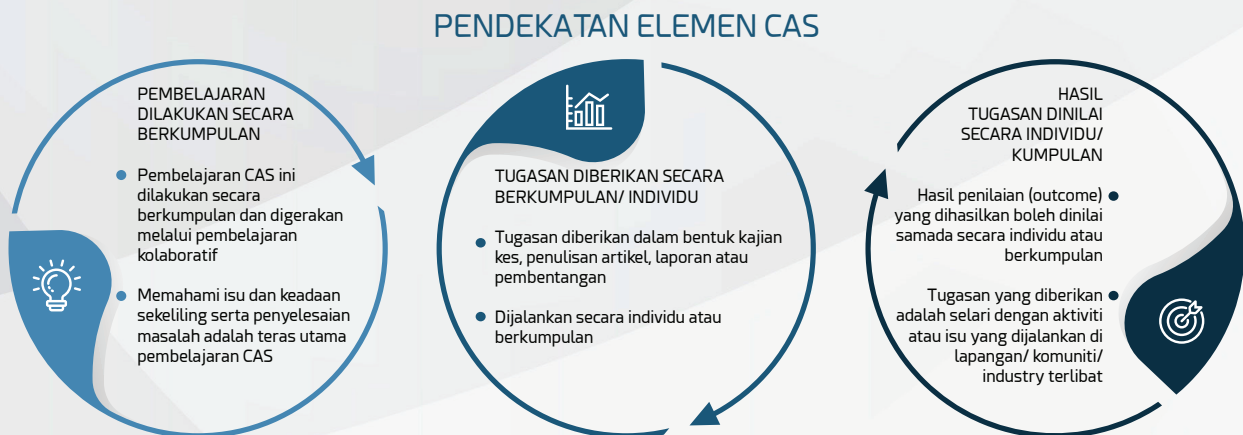 PENDEKATAN ELEMEN CAS
PEMBELAJARAN
DILAKUKAN SECARA
BERKUMPULAN
Pembelajaran CAS ini
dilakukan secara
berkumpulan dan digerakan
melalui pembelajaran
kolaboratif
Memahami isu dan keadaan
sekeliling serta penyelesaian
masalah adalah teras utama
pembelajaran CAS
TUGASAN DIBERIKAN SECARA
BERKUMPULAN/ INDIVIDU
Tugasan diberikan dalam bentuk kajian
kes, penulisan artikel, laporan atau
pembentangan
Dijalankan secara individu atau
berkumpulan
HASIL
TUGASAN DINILAI
SECARA INDIVIDU/
KUMPULAN
Hasil penilaian (outcome)
yang dihasilkan boleh dinilai
samada secara individu atau
berkumpulan
Tugasan yang diberikan
adalah selari dengan aktiviti
atau isu yang dijalankan di
lapangan/ komuniti/
industry terlibat